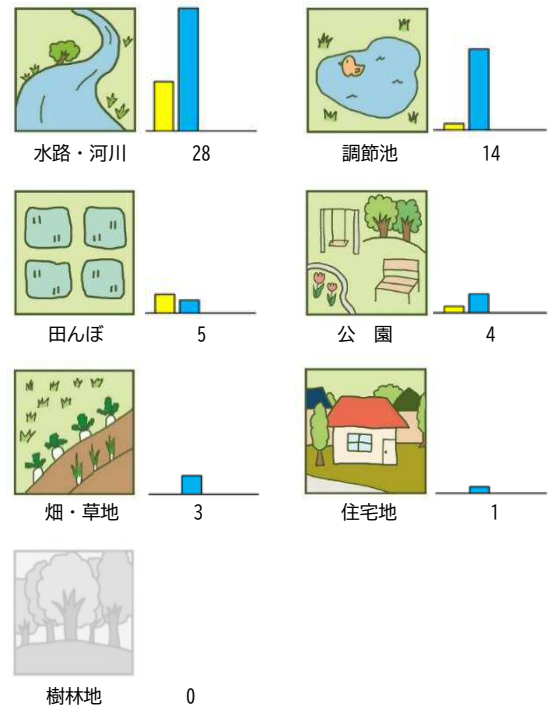 水路・河川 28
調節池 14
田んぼ 5
公 園 4
畑・草地 3
住宅地 1
樹林地 0